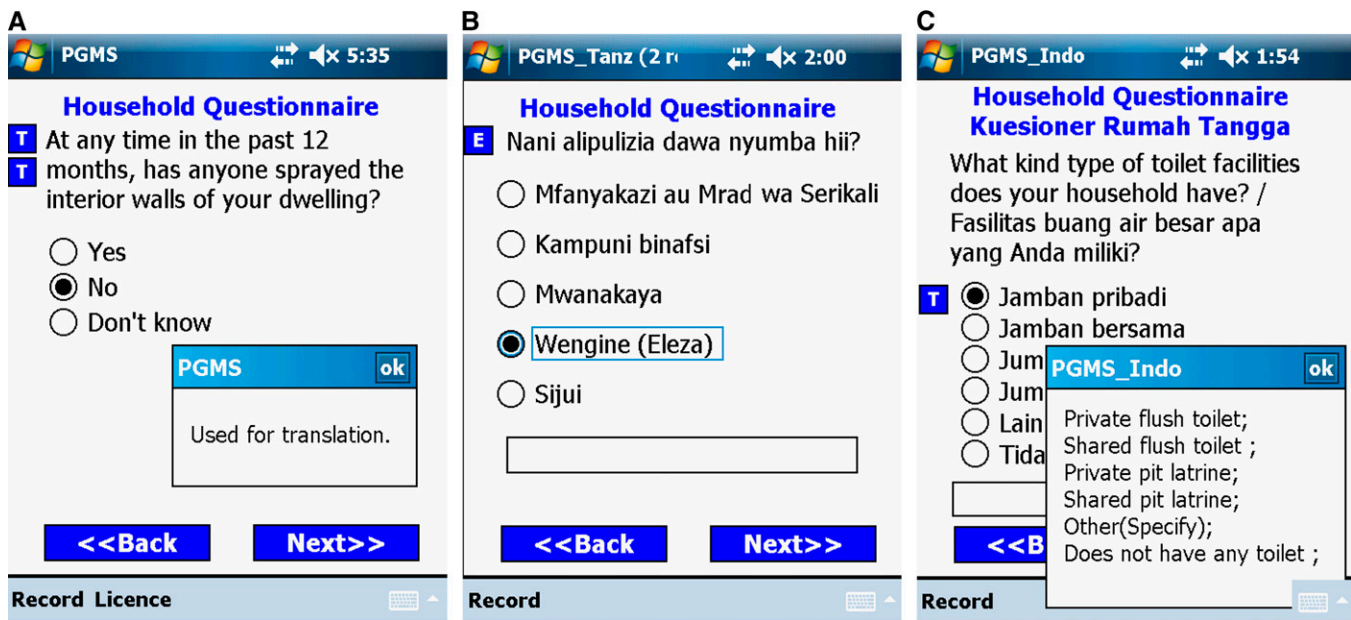 A
PGMS
5:35
Household Questionnaire
T At any time in the past 12
T months, has anyone sprayed the
interior walls of your dwelling?
Yes
No
Don't know
PGMS ok
Used for translation.
<<Back Next>>
Record Licence
B
PGMS_Tanz (2 re
2:00
Household Questionnaire
E Nani alipulizia dawa nyumba hii?
Mfanyakazi au Mrad wa Serikali
Kampuni binafsi
Mwanakaya
Wengine (Eleza)
Sijui
<<Back Next>>
Record
C
PGMS_Indo
1:54
Household Questionnaire
Kuesioner Rumah Tangga
What kind type of toilet facilities
does your household have? /
Fasilitas buang air besar apa
yang Anda miliki?
T Jamban pribadi
Jamban bersama
Jum
Jum
Lain
Tida
PGMS_Indo ok
Private flush toilet;
Shared flush toilet ;
Private pit latrine;
Shared pit latrine;
Other(Specify);
Does not have any toilet ;
<<B
Record